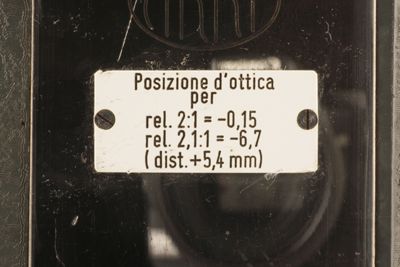 Posizione d'ottica
per
rel. 2:1 = -0,15
rel. 2,1:1 = -6,7
( dist.+5,4 mm)